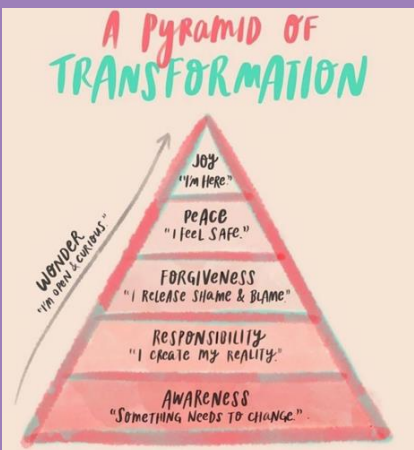 A PYRAMID OF
TRANSFORMATION
JOY
"I'M HERE."
PEACE
"I FEEL SAFE."
FORGIVENESS
"I RELEASE SHAME & BLAME"
RESPONSIBILITY
"I CREATE MY REALITY."
AWARENESS
"SOMETHING NEEDS TO CHANGE."
WONDER
"I'M OPEN & CURIOUS"